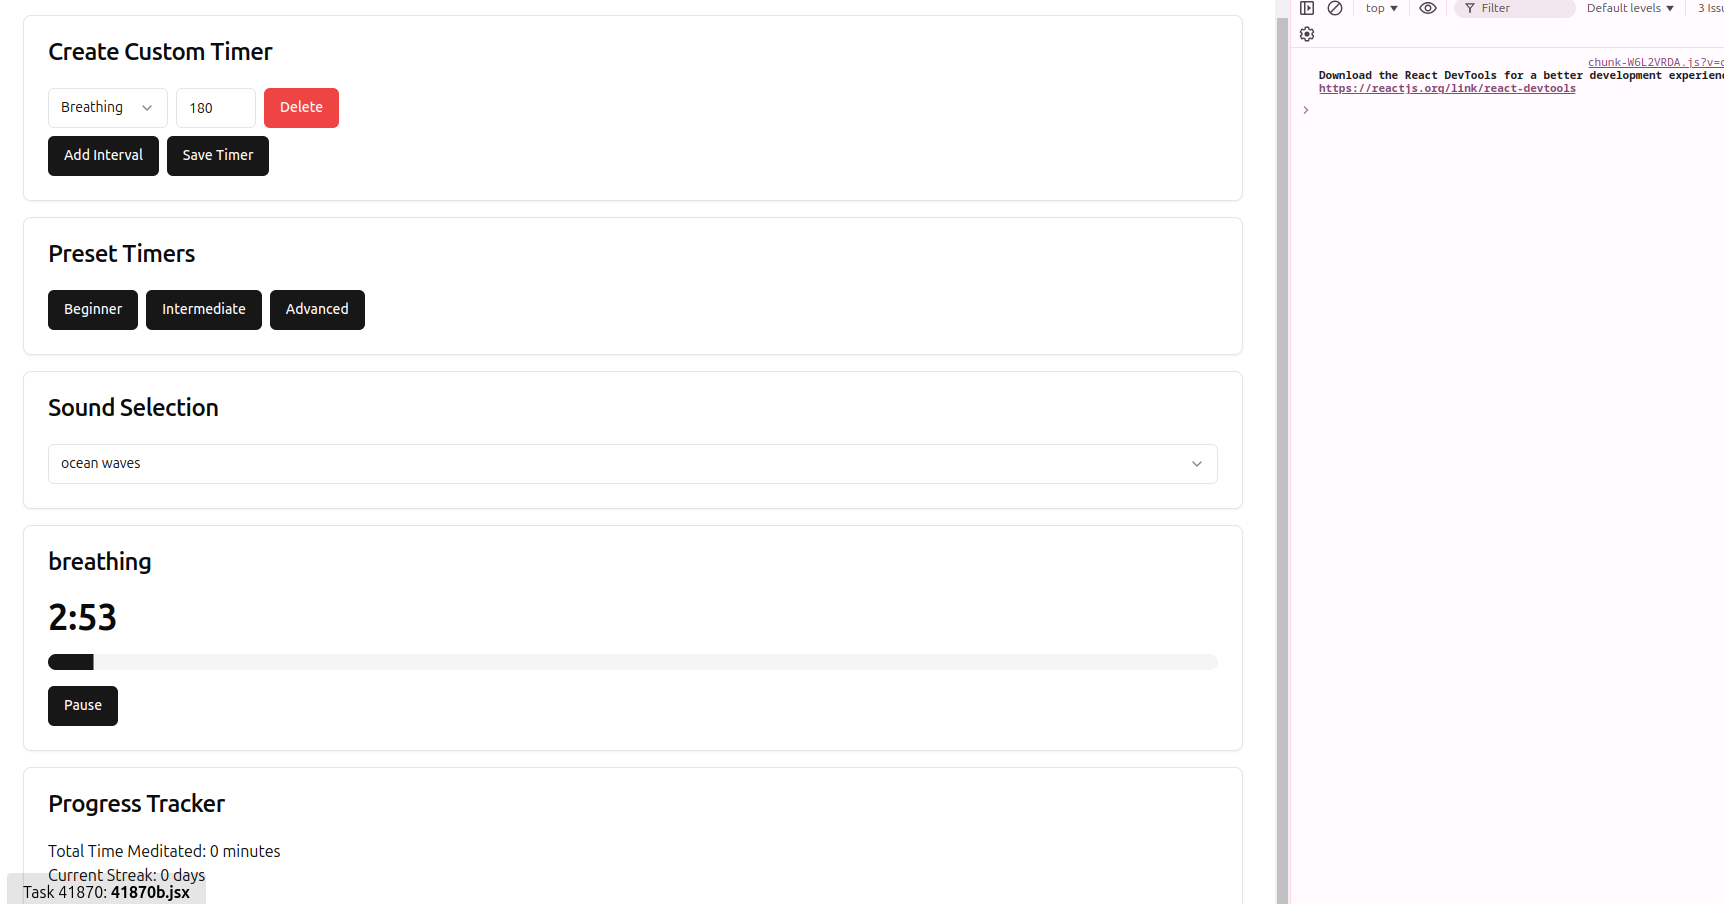 Create Custom Timer
Breathing 180 Delete
Add Interval Save Timer
Preset Timers
Beginner Intermediate Advanced
Sound Selection
ocean waves
breathing
2:53
Pause
Progress Tracker
Total Time Meditated: 0 minutes
Current Streak: 0 days
Task 41870: 41870b.jsx
top Filter Default levels 3 Issu
chunk-W6L2VRDA.js?v=
Download the React DevTools for a better development experienc
https://reactjs.org/link/react-devtools